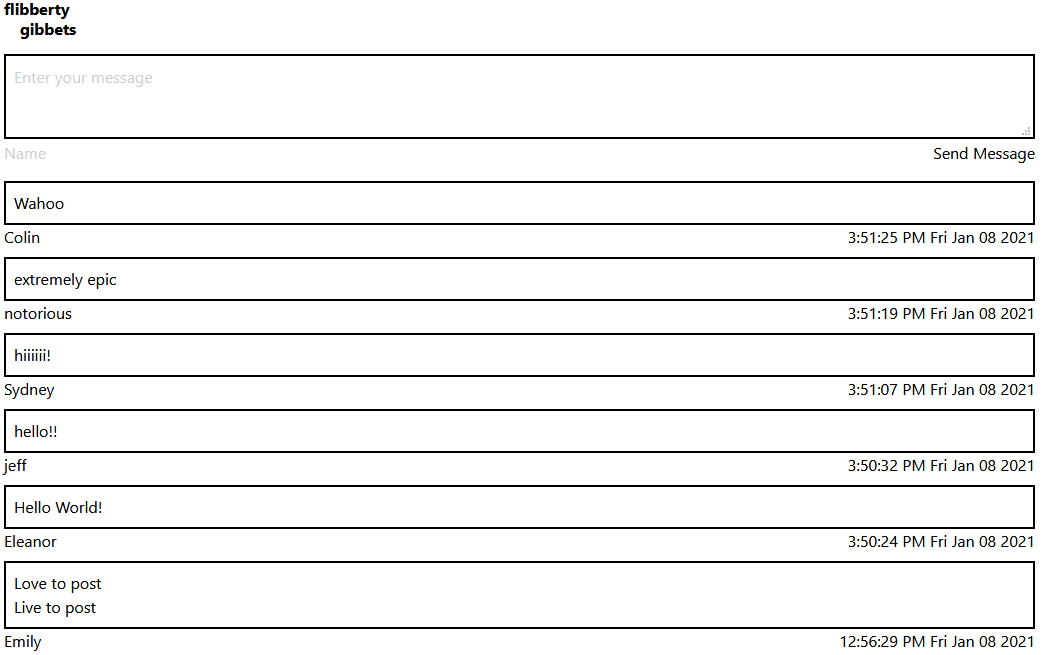 flibberty
gibbets
Enter your message
Name Send Message
Wahoo
Colin 3:51:25 PM Fri Jan 08 2021
extremely epic
notorious 3:51:19 PM Fri Jan 08 2021
hiiiiii!
Sydney 3:51:07 PM Fri Jan 08 2021
hello!!
jeff 3:50:32 PM Fri Jan 08 2021
Hello World!
Eleanor 3:50:24 PM Fri Jan 08 2021
Love to post
Live to post
Emily 12:56:29 PM Fri Jan 08 2021